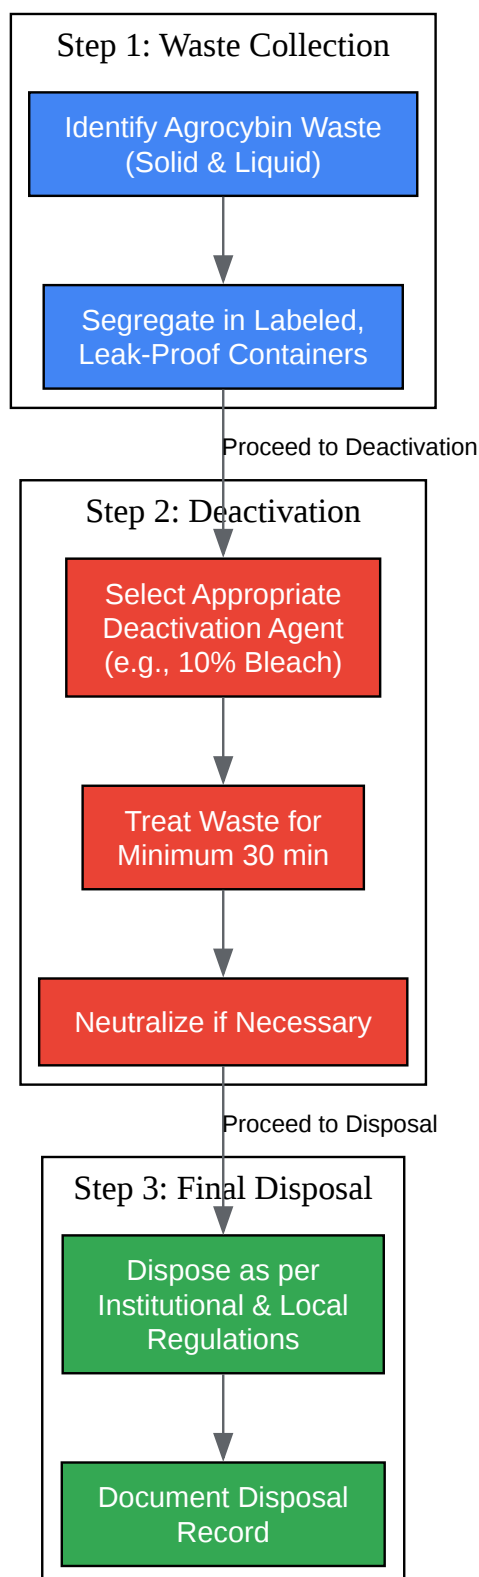 Step 1: Waste Collection
Identify Agrocybin Waste
(Solid & Liquid)
Segregate in Labeled,
Leak-Proof Containers
Proceed to Deactivation
Step 2: Deactivation
Select Appropriate
Deactivation Agent
(e.g., 10% Bleach)
Treat Waste for
Minimum 30 min
Neutralize if Necessary
Proceed to Disposal
Step 3: Final Disposal
Dispose as per
Institutional & Local
Regulations
Document Disposal
Record